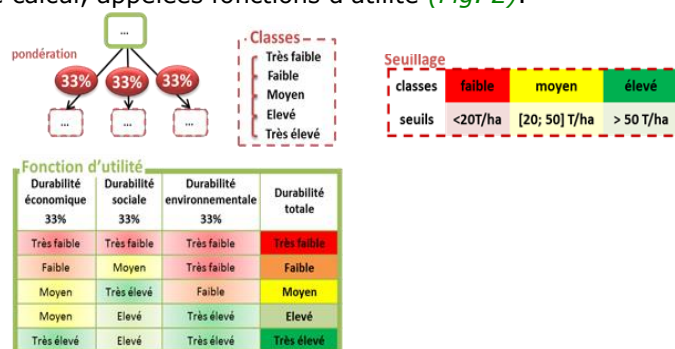 calcul, appelées fonctions d'utilité (Fig. 2).
...
pondération
33% 33% 33%
... ... ...
Classes
Très faible
Faible
Moyen
Elevé
Très élevé
Seuillage
classes faible moyen élevé
seuils <20T/ha [20; 50] T/ha > 50 T/ha
Fonction d'utilité
Durabilité économique 33% Durabilité sociale 33% Durabilité environnementale 33% Durabilité totale
Très faible Très faible Très faible Très faible
Faible Moyen Très faible Faible
Moyen Très élevé Faible Moyen
Moyen Elevé Très élevé Elevé
Très élevé Elevé Très élevé Très élevé